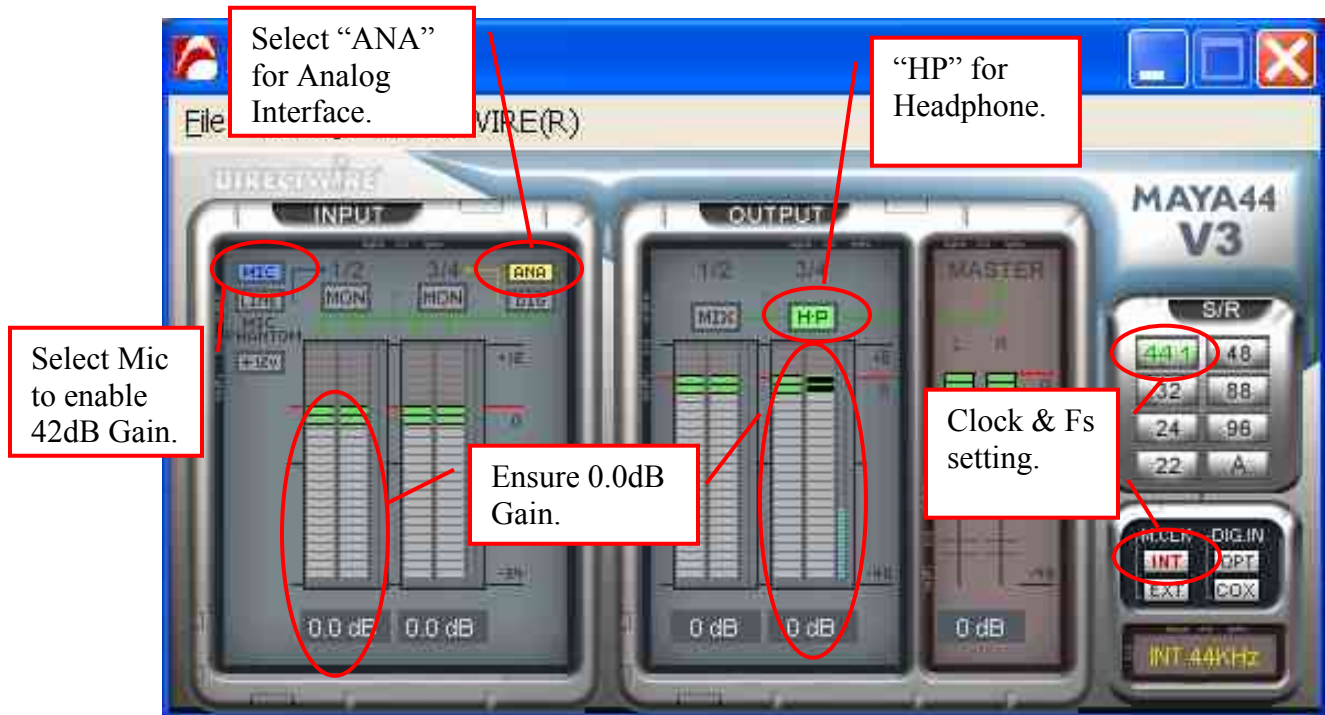 Select “ANA”
for Analog
Interface.
“HP” for
Headphone.
File
WIRE(R)
DIRECTWIRE
MAYA44
V3
INPUT
OUTPUT
MIC 1/2 3/4 ANA
MON MON DIG
MIC
PHANTOM
+12v
1/2 3/4 MASTER
MIX H·P
L R
S/R
44.1 48
32 88
24 96
22 A
Select Mic
to enable
42dB Gain.
Ensure 0.0dB
Gain.
Clock & Fs
setting.
M.CLK DIG.IN
INT OPT
EXT COX
0.0 dB 0.0 dB
0 dB 0 dB
0 dB
INT.44KHz